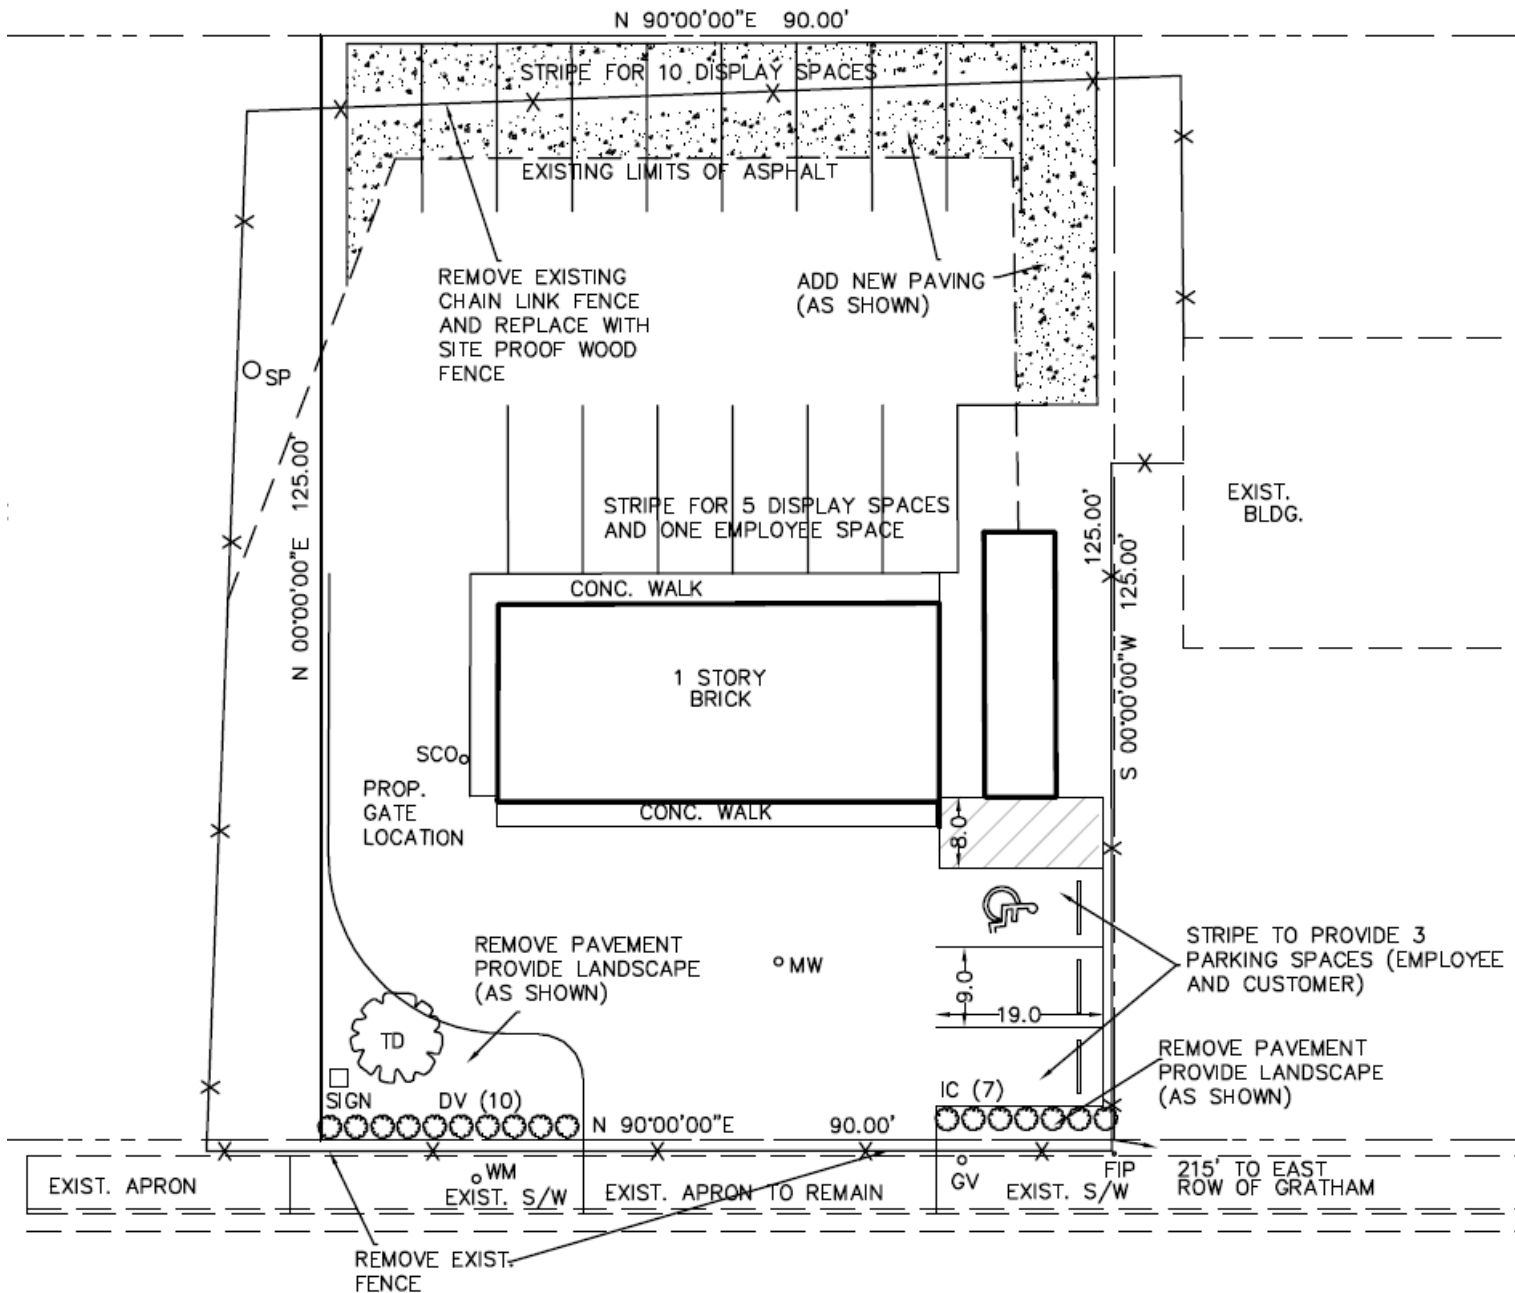 N 90°00'00"E 90.00'
STRIPE FOR 10 DISPLAY SPACES
EXISTING LIMITS OF ASPHALT
REMOVE EXISTING
CHAIN LINK FENCE
AND REPLACE WITH
SITE PROOF WOOD
FENCE
ADD NEW PAVING
(AS SHOWN)
SP
N 00°00'00"E 125.00'
STRIPE FOR 5 DISPLAY SPACES
AND ONE EMPLOYEE SPACE
125.00'
S 00°00'00"W 125.00'
EXIST.
BLDG.
CONC. WALK
1 STORY
BRICK
SCO
PROP.
GATE
LOCATION
CONC. WALK
8.0
REMOVE PAVEMENT
PROVIDE LANDSCAPE
(AS SHOWN)
MW
9.0
19.0
STRIPE TO PROVIDE 3
PARKING SPACES (EMPLOYEE
AND CUSTOMER)
TD
REMOVE PAVEMENT
PROVIDE LANDSCAPE
(AS SHOWN)
SIGN
DV (10)
IC (7)
N 90°00'00"E 90.00'
EXIST. APRON
WM
EXIST. S/W
EXIST. APRON TO REMAIN
GV
EXIST. S/W
FIP
215' TO EAST
ROW OF GRATHAM
REMOVE EXIST.
FENCE